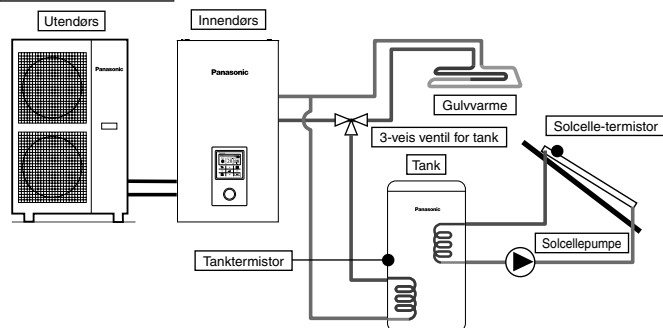 Utendørs
Innendørs
Panasonic
Panasonic
Gulvvarme
3-veis ventil for tank
Solcelle-termistor
Tank
Panasonic
Solcellepumpe
Tanktermistor